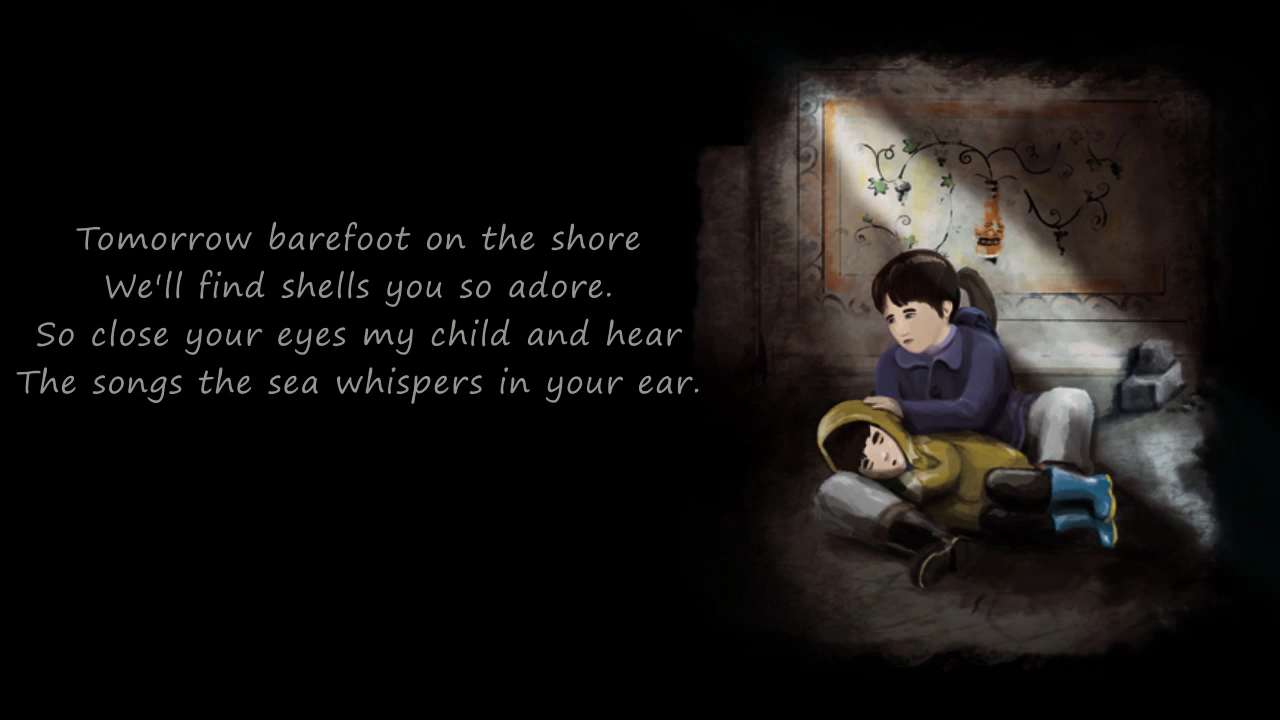 Tomorrow barefoot on the shore
We'll find shells you so adore.
So close your eyes my child and hear
The songs the sea whispers in your ear.